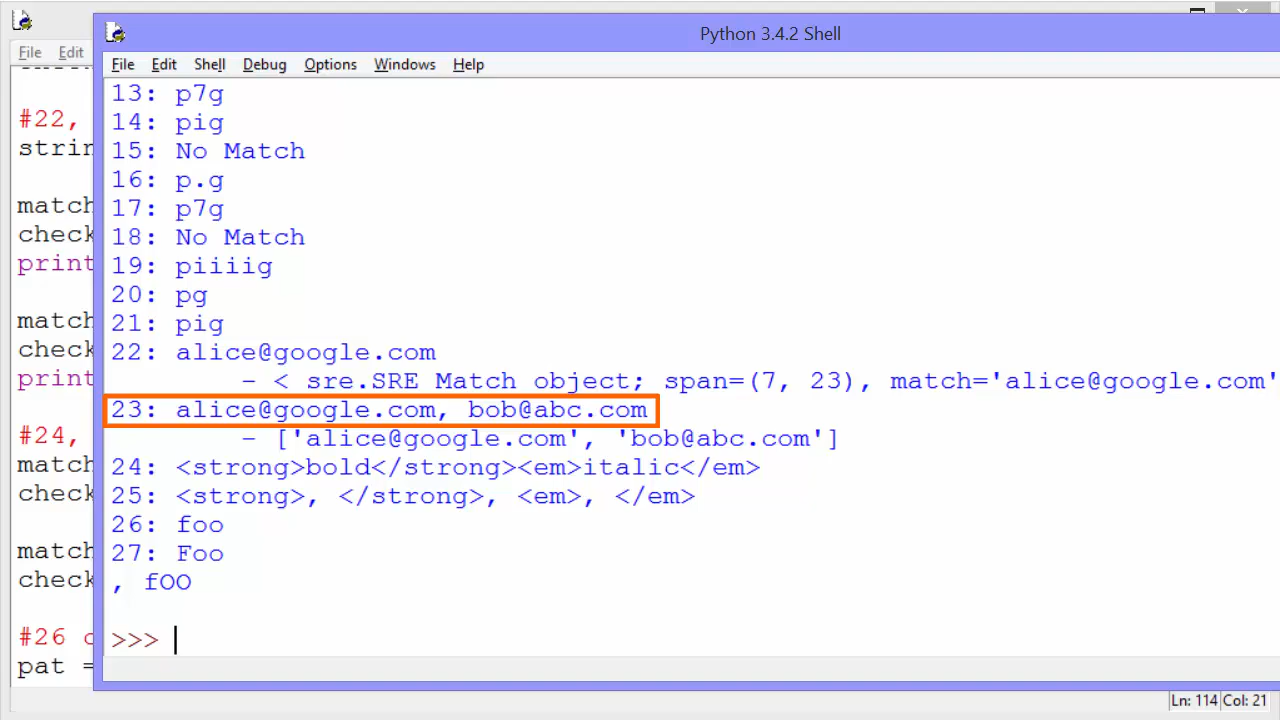 Python 3.4.2 Shell
File Edit
File Edit Shell Debug Options Windows Help
#22,
strin
match
check
print
match
check
print
#24,
match
check
match
check
#26
pat =
13: p7g
14: pig
15: No Match
16: p.g
17: p7g
18: No Match
19: piiiig
20: pg
21: pig
22: alice@google.com
- < sre.SRE Match object; span=(7, 23), match='alice@google.com'
23: alice@google.com, bob@abc.com
- ['alice@google.com', 'bob@abc.com']
24: <strong>bold</strong><em>italic</em>
25: <strong>, </strong>, <em>, </em>
26: foo
27: Foo
, fOO
>>>
Ln: 114 Col: 21